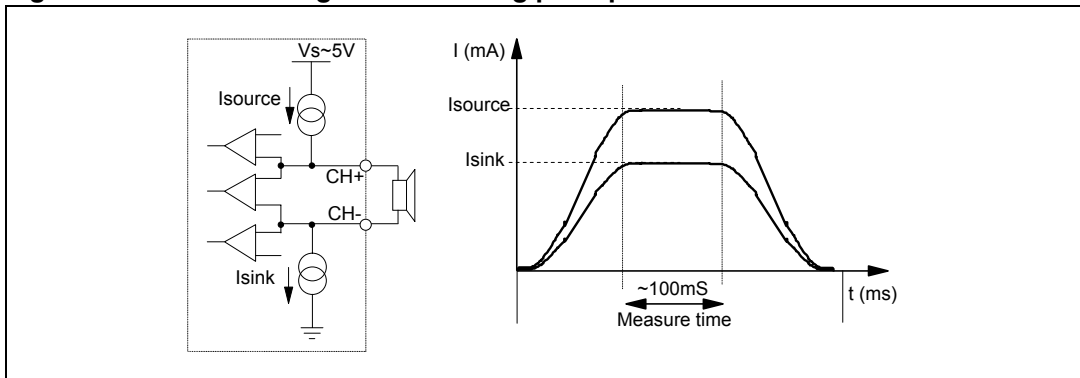 Vs~5V
Isource
CH+
CH-
Isink
I (mA)
Isource
Isink
~100mS
Measure time
t (ms)